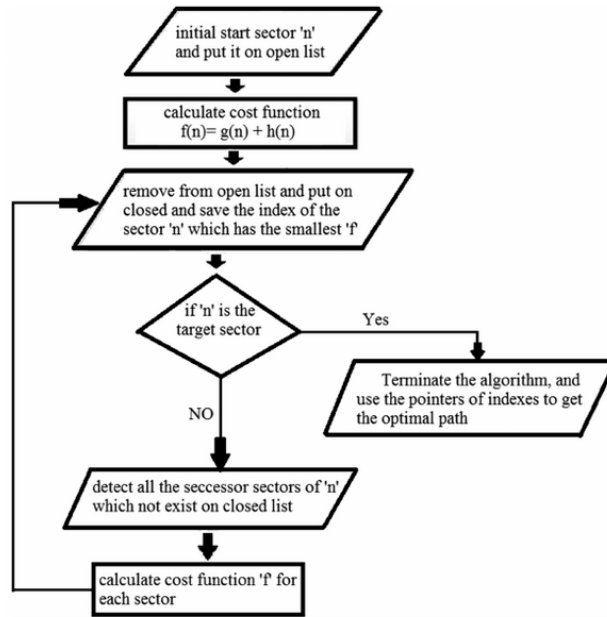 initial start sector 'n'
and put it on open list
calculate cost function
f(n)= g(n) + h(n)
remove from open list and put on
closed and save the index of the
sector 'n' which has the smallest 'f'
if 'n' is the
target sector
Yes
Terminate the algorithm, and
use the pointers of indexes to get
the optimal path
NO
detect all the seccessor sectors of 'n'
which not exist on closed list
calculate cost function 'f' for
each sector